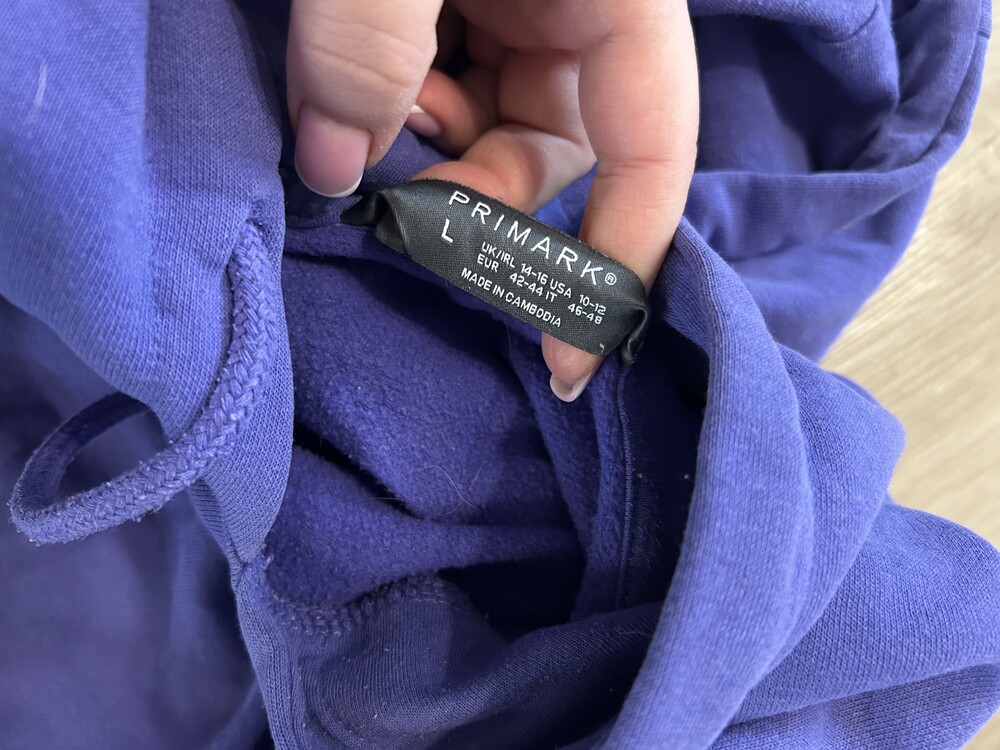 PRIMARK®
L
UK/IRL 14-16 USA 10-12
EUR 42-44 IT 46-48
MADE IN CAMBODIA